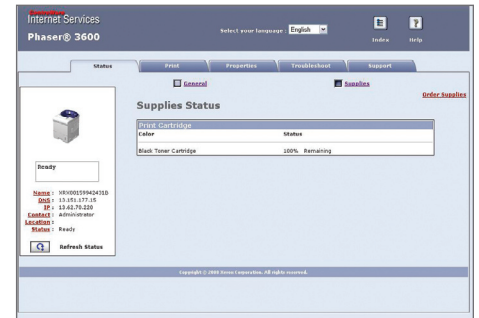 Internet Services
Phaser® 3600
Select your language : English
Index
Help
Status
Print
Properties
Troubleshoot
Support
General
Supplies
Order Supplies
Supplies Status
Print Cartridge
Color
Status
Black Toner Cartridge
100% Remaining
Ready
Name : XRX00159942431D
DNS : 13.151.177.15
IP : 13.62.70.220
Contact : Administrator
Location :
Status : Ready
Refresh Status
Copyright © 2008 Xerox Corporation. All rights reserved.